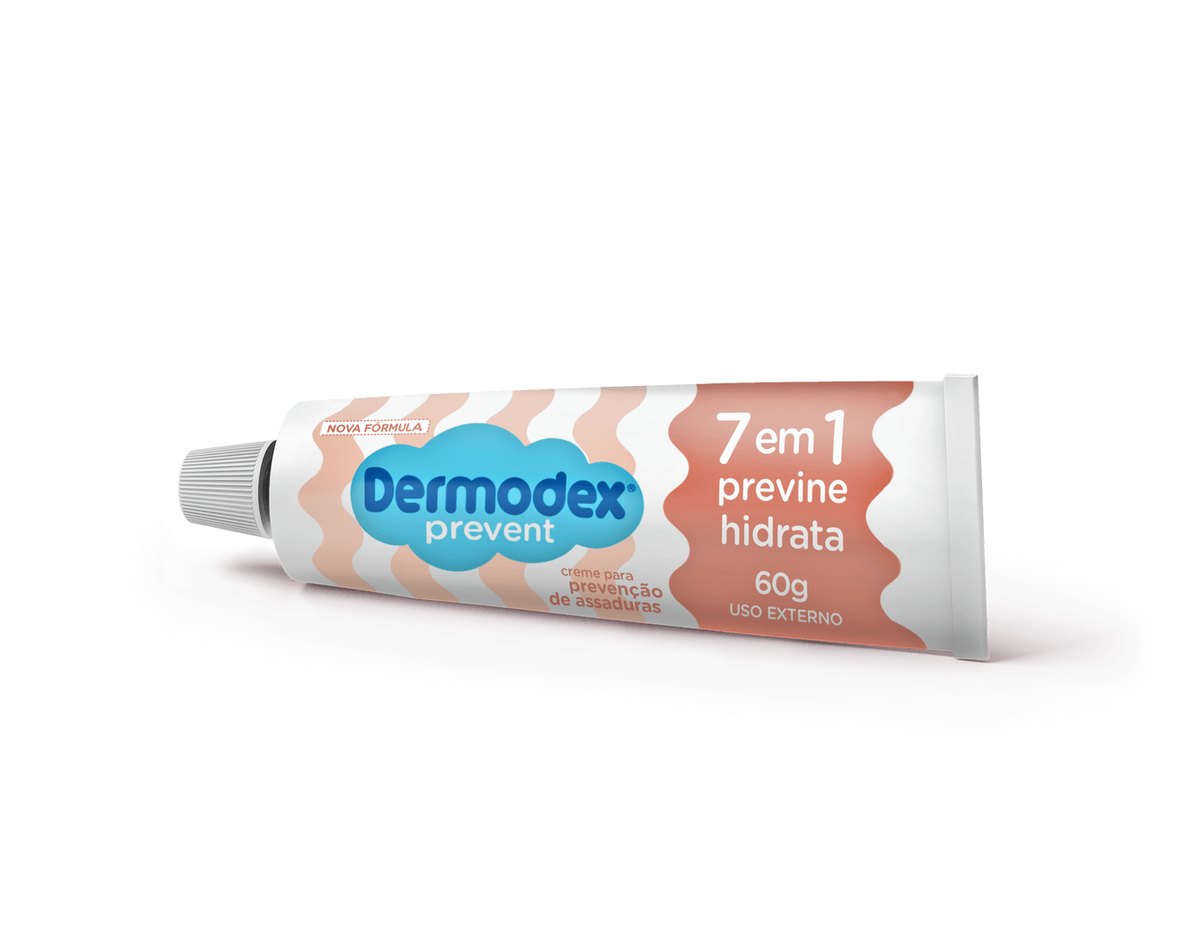 NOVA FÓRMULA
Dermodex®
prevent
creme para
prevenção
de assaduras
7 em 1
previne
hidrata
60g
USO EXTERNO